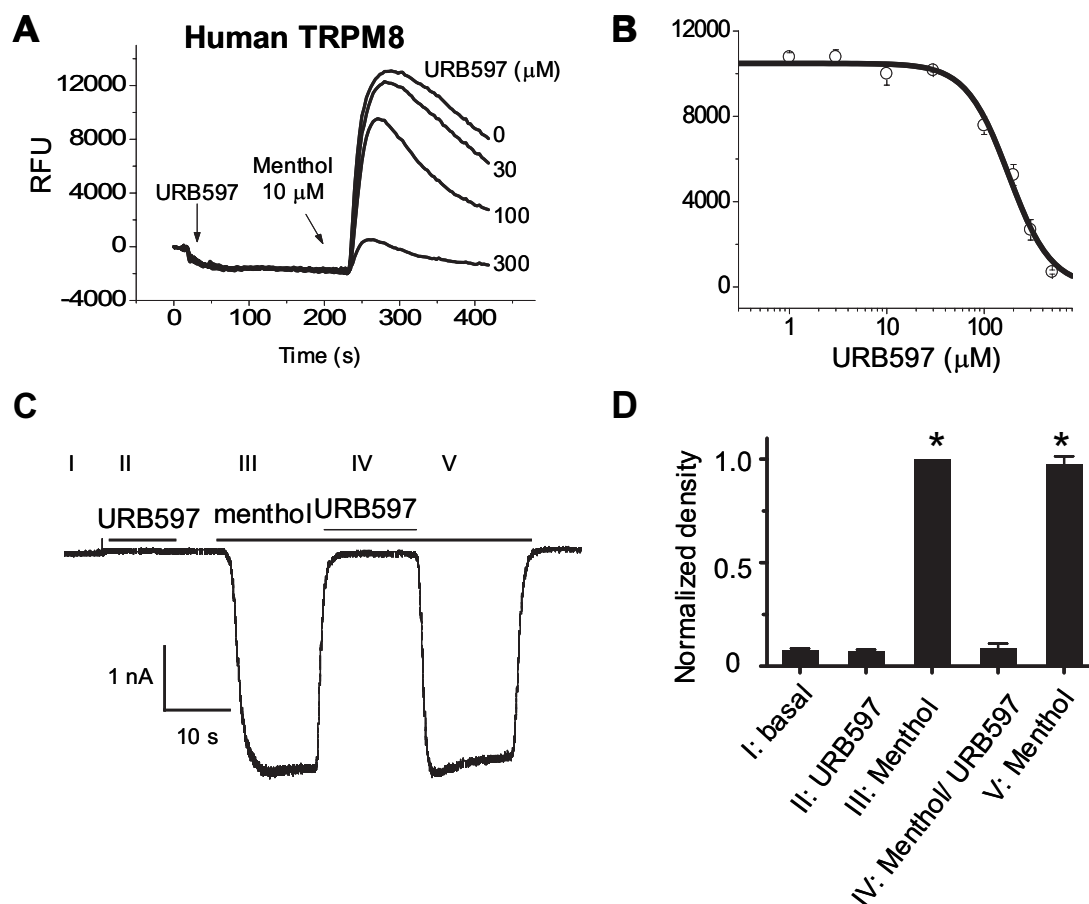 A
Human TRPM8
RFU
12000
8000
4000
0
-4000
URB597
Menthol
10 μM
URB597 (μM)
0
30
100
300
0 100 200 300 400
Time (s)
B
12000
8000
4000
0
1 10 100
URB597 (μM)
C
I II III IV V
URB597 menthol URB597
1 nA
10 s
D
Normalized density
1.0
0.5
0
* *
I: basal
II: URB597
III: Menthol
IV: Menthol/ URB597
V: Menthol